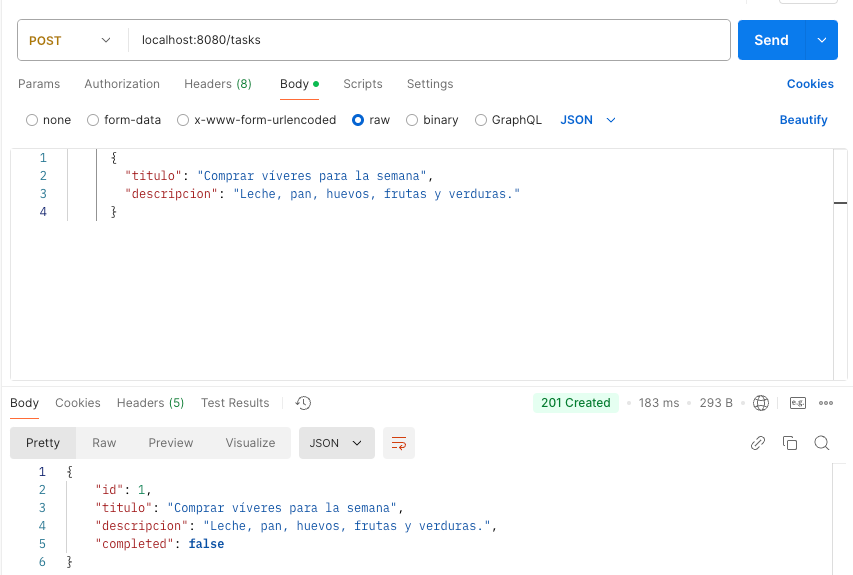 POST localhost:8080/tasks Send
Params Authorization Headers (8) Body Scripts Settings Cookies
none form-data x-www-form-urlencoded raw binary GraphQL JSON Beautify
1 {
2 "titulo": "Comprar víveres para la semana",
3 "descripcion": "Leche, pan, huevos, frutas y verduras."
4 }
Body Cookies Headers (5) Test Results 201 Created 183 ms 293 B e.g.
Pretty Raw Preview Visualize JSON
1 {
2 "id": 1,
3 "titulo": "Comprar víveres para la semana",
4 "descripcion": "Leche, pan, huevos, frutas y verduras.",
5 "completed": false
6 }